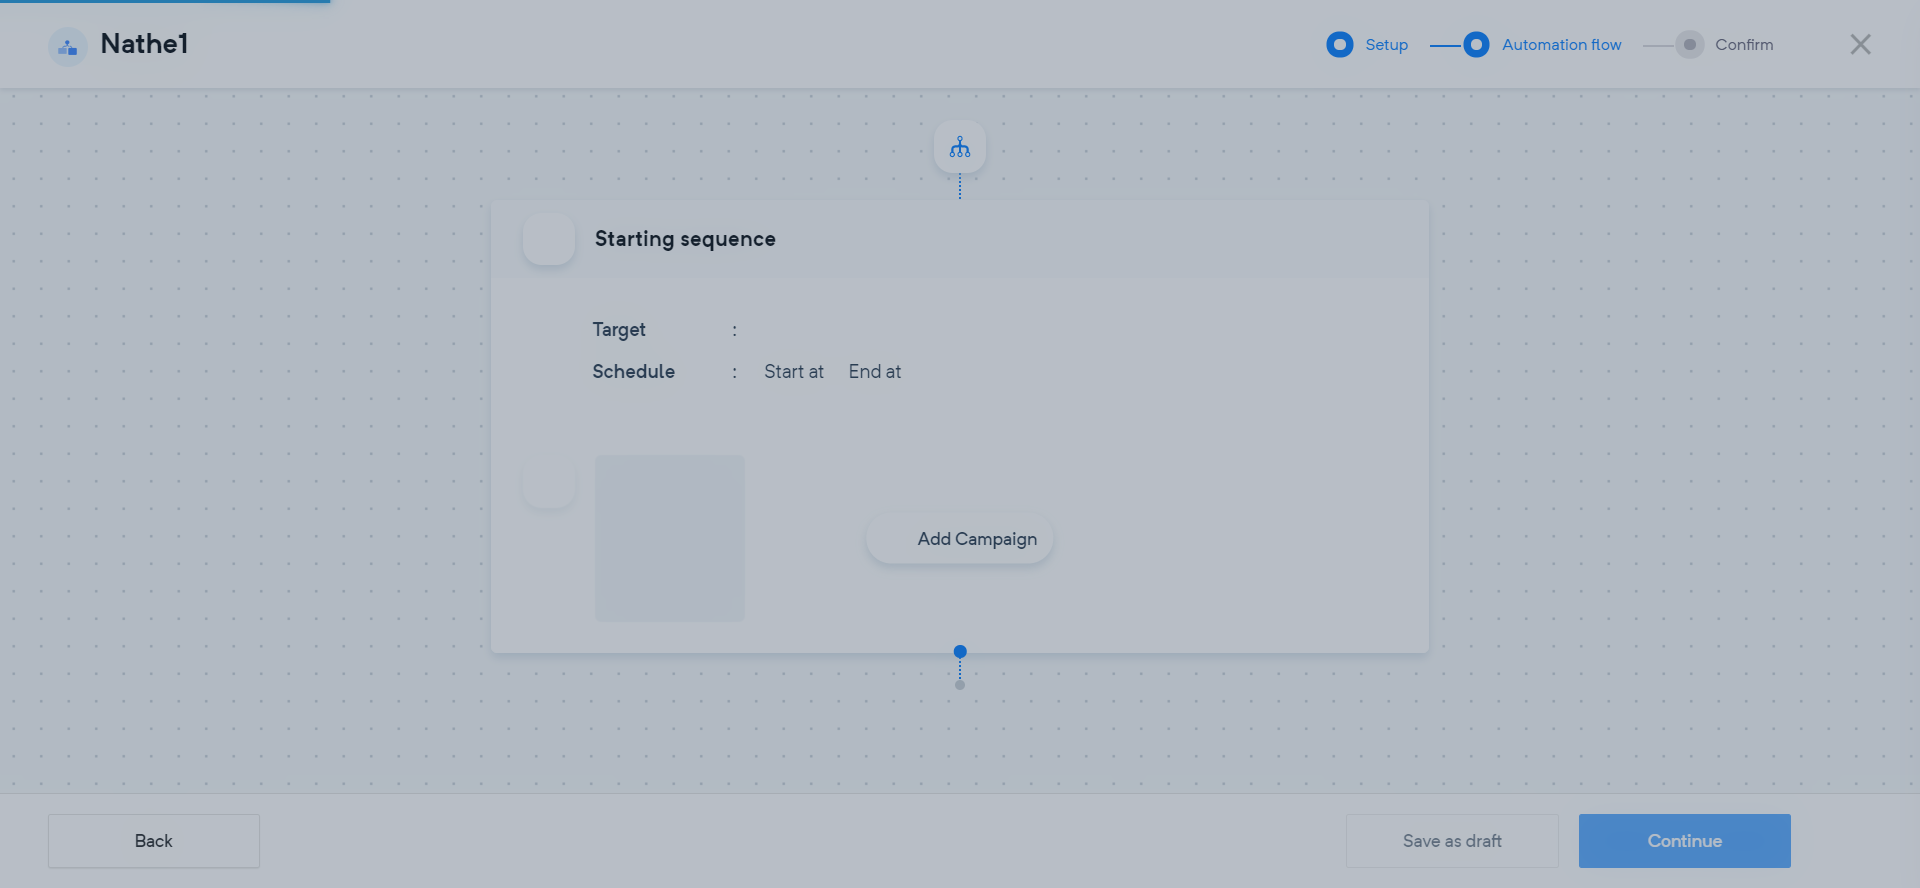 Nathe1
Setup
Automation flow
Confirm
Starting sequence
Target :
Schedule : Start at End at
Add Campaign
Back
Save as draft
Continue